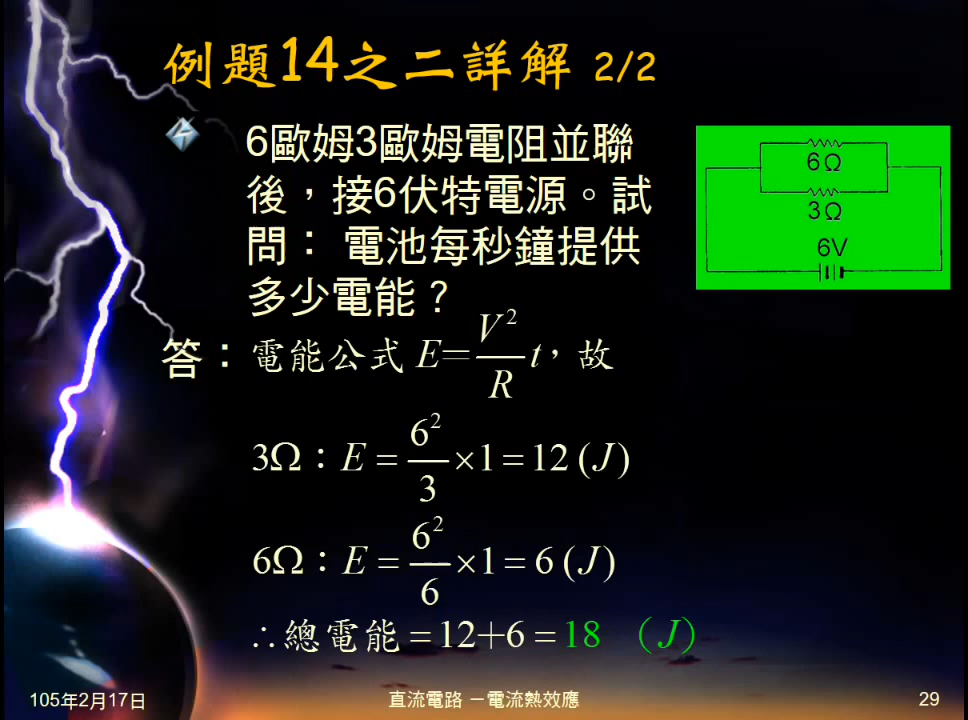 例題14之二詳解 2/2
6歐姆3歐姆電阻並聯
後，接6伏特電源。試
問： 電池每秒鐘提供
多少電能？
6Ω
3Ω
6V
答：電能公式 E=V²/R t，故
3Ω：E = 6²/3 ×1 = 12 (J)
6Ω：E = 6²/6 ×1 = 6 (J)
∴總電能 = 12+6 = 18 （J）
105年2月17日
直流電路 －電流熱效應
29